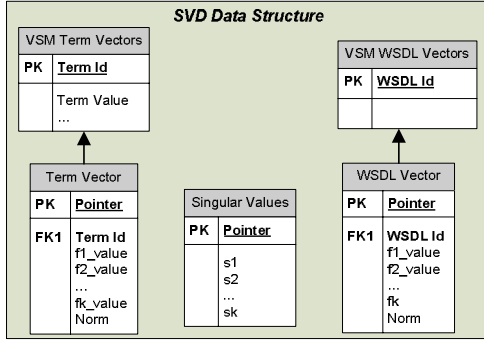 SVD Data Structure
VSM Term Vectors
PK Term Id
Term Value
...
VSM WSDL Vectors
PK WSDL Id
Term Vector
PK Pointer
FK1 Term Id
f1_value
f2_value
...
fk_value
Norm
Singular Values
PK Pointer
s1
s2
...
sk
WSDL Vector
PK Pointer
FK1 WSDL Id
f1_value
f2_value
...
fk
Norm